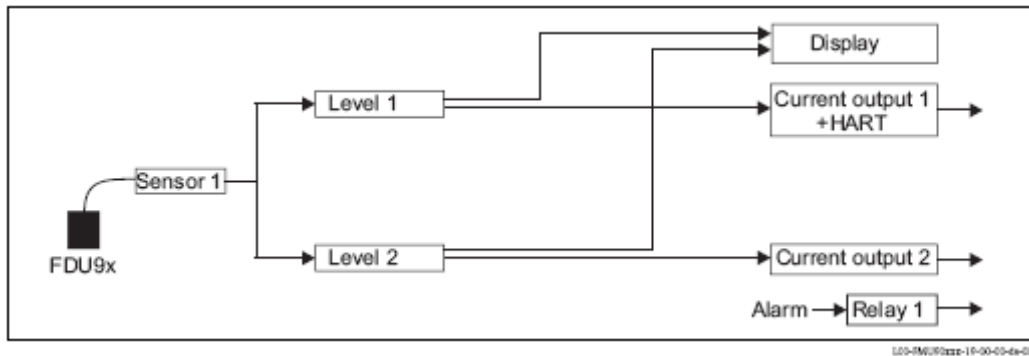 Display
Level 1
Current output 1
+HART
Sensor 1
FDU9x
Level 2
Current output 2
Alarm
Relay 1